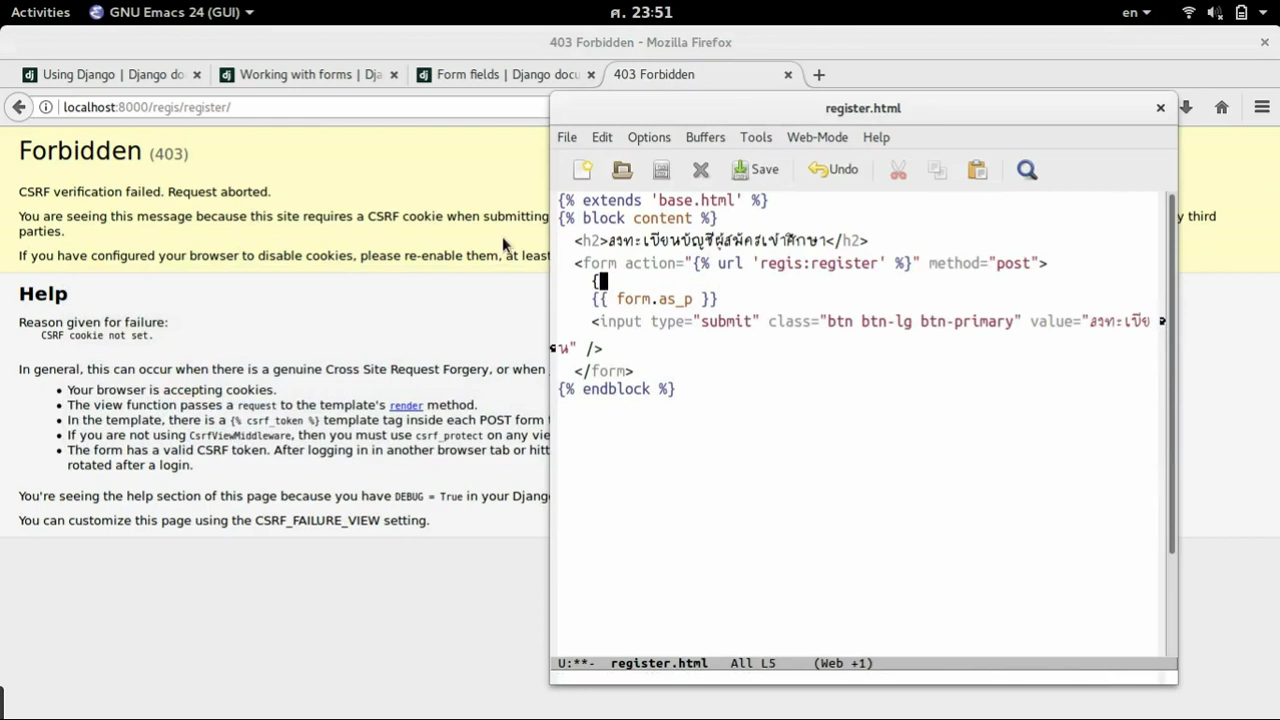 Activities GNU Emacs 24 (GUI) ศ. 23:51 en
403 Forbidden - Mozilla Firefox
Using Django | Django do Working with forms | Dja Form fields | Django docu 403 Forbidden
localhost:8000/regis/register/
Forbidden (403)
CSRF verification failed. Request aborted.
You are seeing this message because this site requires a CSRF cookie when submitting
y third
parties.
If you have configured your browser to disable cookies, please re-enable them, at least
Help
Reason given for failure:
CSRF cookie not set.
In general, this can occur when there is a genuine Cross Site Request Forgery, or when
Your browser is accepting cookies.
The view function passes a request to the template's render method.
In the template, there is a {% csrf_token %} template tag inside each POST form t
If you are not using CsrfViewMiddleware, then you must use csrf_protect on any vie
The form has a valid CSRF token. After logging in in another browser tab or hitt
rotated after a login.
You're seeing the help section of this page because you have DEBUG = True in your Django
You can customize this page using the CSRF_FAILURE_VIEW setting.
register.html
File Edit Options Buffers Tools Web-Mode Help
Save Undo
{% extends 'base.html' %}
{% block content %}
<h2>ลงทะเบียนบัญชีผู้สมัครเข้าศึกษา</h2>
<form action="{% url 'regis:register' %}" method="post">
{
{{ form.as_p }}
<input type="submit" class="btn btn-lg btn-primary" value="ลงทะเบีย
น" />
</form>
{% endblock %}
U:**- register.html All L5 (Web +1)